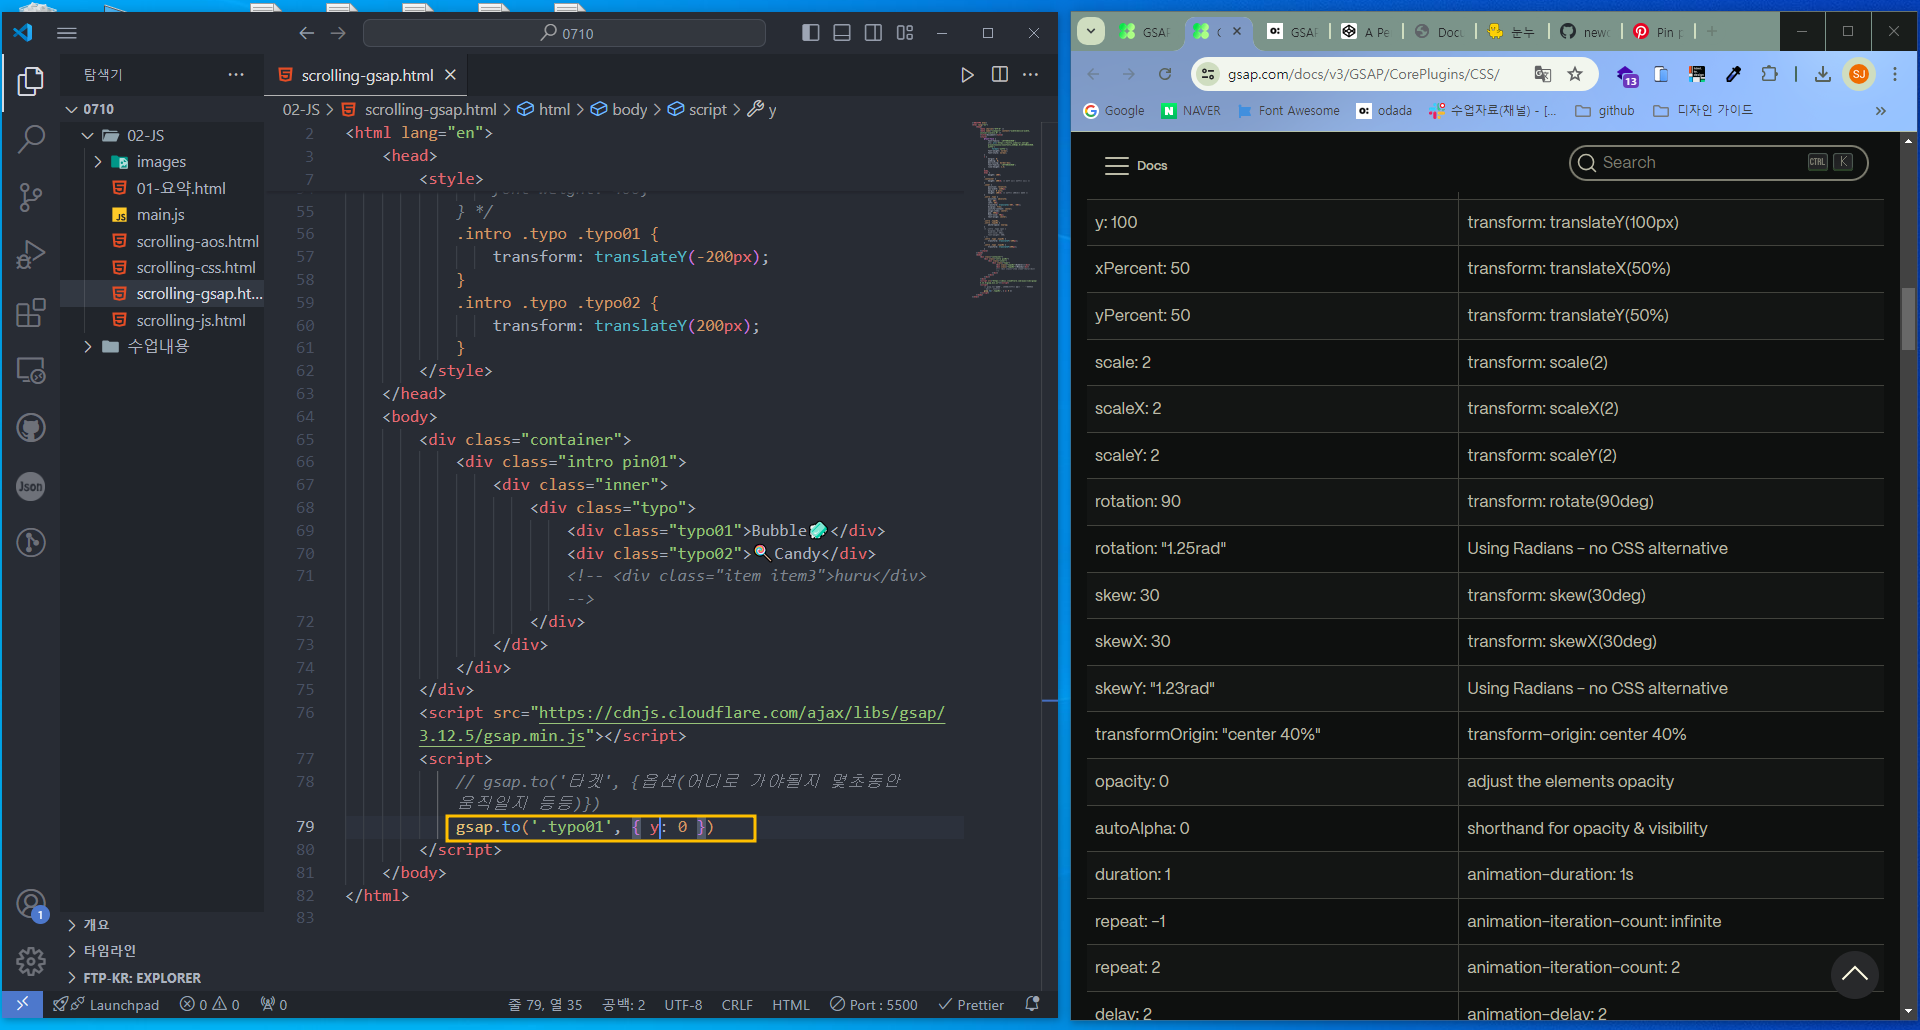 0710
탐색기
0710
02-JS
images
01-요약.html
main.js
scrolling-aos.html
scrolling-css.html
scrolling-gsap.ht...
scrolling-js.html
수업내용
개요
타임라인
FTP-KR: EXPLORER
Json
1
scrolling-gsap.html
02-JS > scrolling-gsap.html > html > body > script > y
2 <html lang="en">
3 <head>
7 <style>
55 } */
56 .intro .typo .typo01 {
57 transform: translateY(-200px);
58 }
59 .intro .typo .typo02 {
60 transform: translateY(200px);
61 }
62 </style>
63 </head>
64 <body>
65 <div class="container">
66 <div class="intro pin01">
67 <div class="inner">
68 <div class="typo">
69 <div class="typo01">Bubble🧼</div>
70 <div class="typo02">🍭Candy</div>
71 <!-- <div class="item item3">huru</div>
-->
72 </div>
73 </div>
74 </div>
75 </div>
76 <script src="https://cdnjs.cloudflare.com/ajax/libs/gsap/
3.12.5/gsap.min.js"></script>
77 <script>
78 // gsap.to('타겟', {옵션(어디로 가야될지 몇초동안
움직일지 등등)})
79 gsap.to('.typo01', { y: 0 })
80 </script>
81 </body>
82 </html>
83
Launchpad 0 0 0 줄 79, 열 35 공백: 2 UTF-8 CRLF HTML Port : 5500 Prettier
GSAP GSAP A Pe Docu 눈누 newc Pin p
gsap.com/docs/v3/GSAP/CorePlugins/CSS/ 13 SJ
Google NAVER Font Awesome odada 수업자료(채널) - [... github 디자인 가이드 »
Docs Search CTRL K
y: 100 transform: translateY(100px)
xPercent: 50 transform: translateX(50%)
yPercent: 50 transform: translateY(50%)
scale: 2 transform: scale(2)
scaleX: 2 transform: scaleX(2)
scaleY: 2 transform: scaleY(2)
rotation: 90 transform: rotate(90deg)
rotation: "1.25rad" Using Radians - no CSS alternative
skew: 30 transform: skew(30deg)
skewX: 30 transform: skewX(30deg)
skewY: "1.23rad" Using Radians - no CSS alternative
transformOrigin: "center 40%" transform-origin: center 40%
opacity: 0 adjust the elements opacity
autoAlpha: 0 shorthand for opacity & visibility
duration: 1 animation-duration: 1s
repeat: -1 animation-iteration-count: infinite
repeat: 2 animation-iteration-count: 2
delay: 2 animation-delay: 2